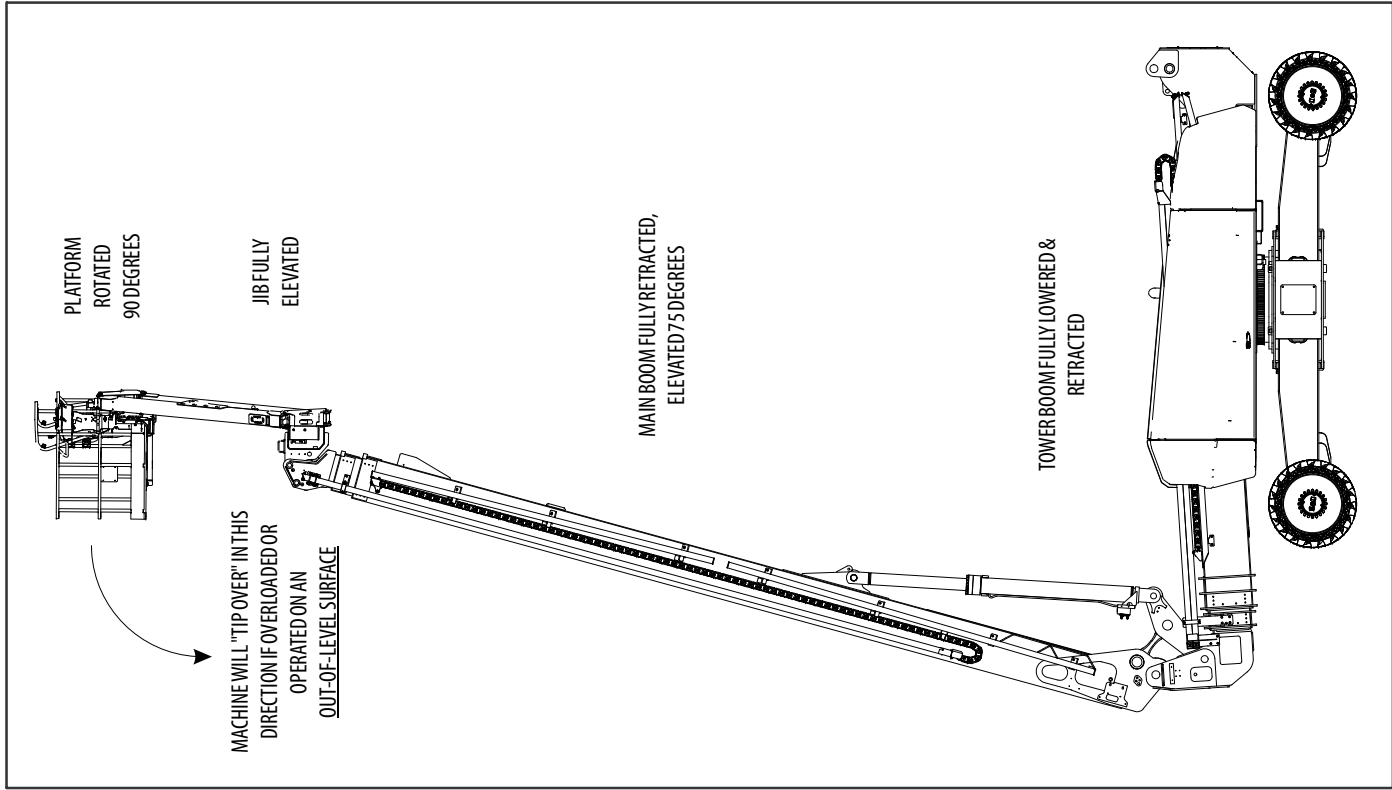 PLATFORM
ROTATED
90 DEGREES
JIB FULLY
ELEVATED
MACHINE WILL "TIP OVER" IN THIS
DIRECTION IF OVERLOADED OR
OPERATED ON AN
OUT-OF-LEVEL SURFACE
MAIN BOOM FULLY RETRACTED,
ELEVATED 75 DEGREES
TOWER BOOM FULLY LOWERED &
RETRACTED